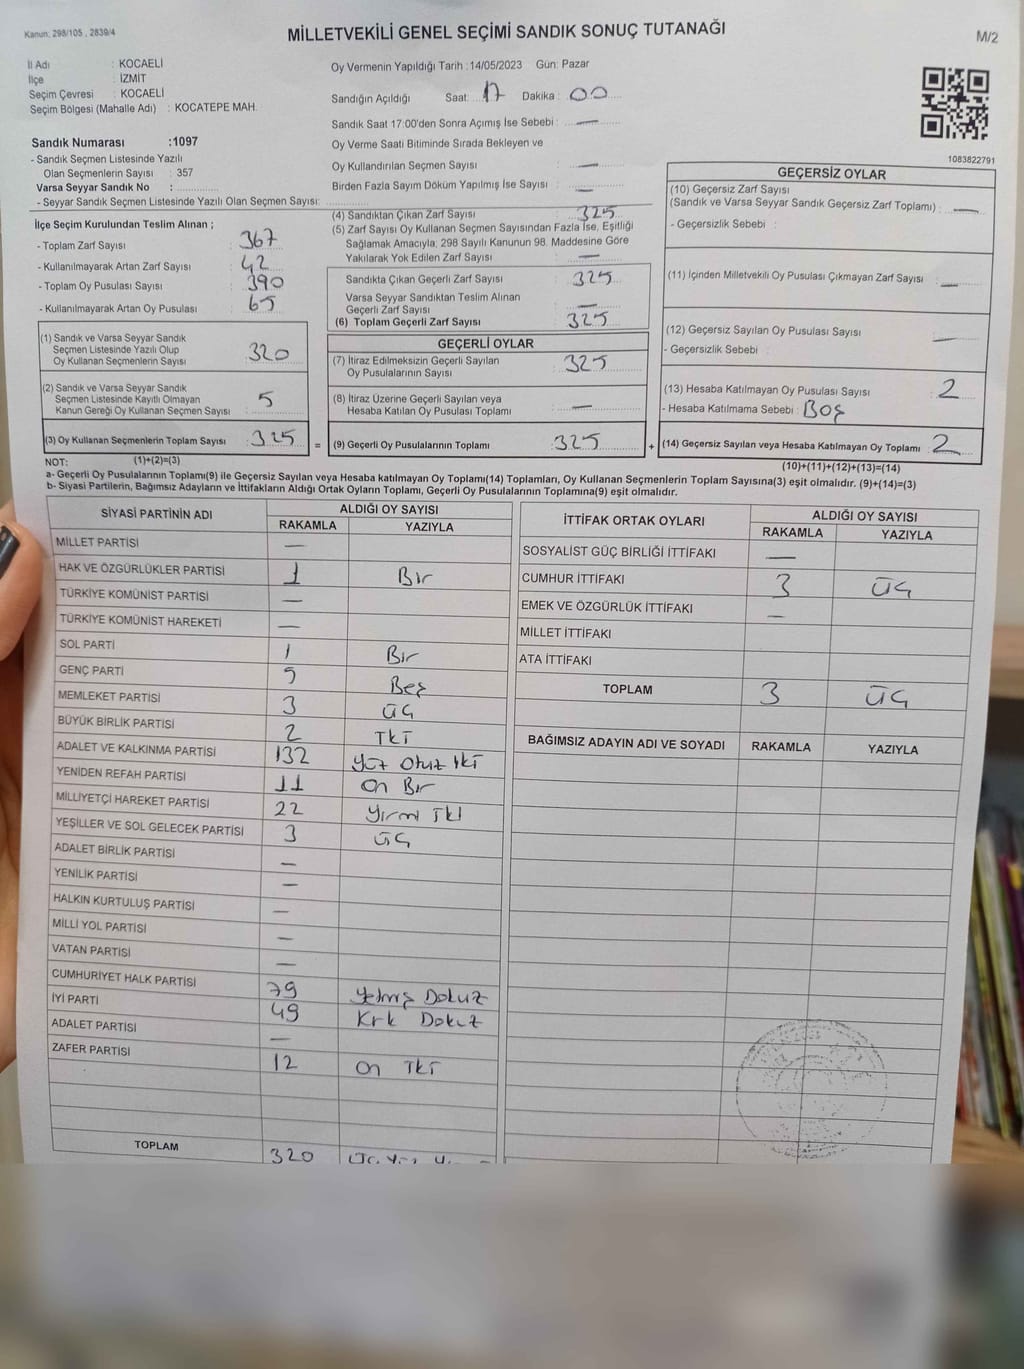 Kanun: 298/105 , 2839/4
MİLLETVEKİLİ GENEL SEÇİMİ SANDIK SONUÇ TUTANAĞI
M/2
İl Adı : KOCAELİ
İlçe : İZMİT
Seçim Çevresi : KOCAELİ
Seçim Bölgesi (Mahalle Adı) : KOCATEPE MAH.
Sandık Numarası :1097
- Sandık Seçmen Listesinde Yazılı
Olan Seçmenlerin Sayısı : 357
Varsa Seyyar Sandık No :
- Seyyar Sandık Seçmen Listesinde Yazılı Olan Seçmen Sayısı:
Oy Vermenin Yapıldığı Tarih :14/05/2023 Gün: Pazar
Sandığın Açıldığı Saat: 17 Dakika : 00
Sandık Saat 17:00'den Sonra Açımış İse Sebebi : —
Oy Verme Saati Bitiminde Sırada Bekleyen ve
Oy Kullandırılan Seçmen Sayısı : —
Birden Fazla Sayım Döküm Yapılmış İse Sayısı : —
1083822791
İlçe Seçim Kurulundan Teslim Alınan ;
- Toplam Zarf Sayısı : 367
- Kullanılmayarak Artan Zarf Sayısı : 42
- Toplam Oy Pusulası Sayısı : 390
- Kullanılmayarak Artan Oy Pusulası : 65
(1) Sandık ve Varsa Seyyar Sandık
Seçmen Listesinde Yazılı Olup
Oy Kullanan Seçmenlerin Sayısı : 320
(2) Sandık ve Varsa Seyyar Sandık
Seçmen Listesinde Kayıtlı Olmayan
Kanun Gereği Oy Kullanan Seçmen Sayısı : 5
(3) Oy Kullanan Seçmenlerin Toplam Sayısı : 325
(4) Sandıktan Çıkan Zarf Sayısı : 325
(5) Zarf Sayısı Oy Kullanan Seçmen Sayısından Fazla İse, Eşitliği
Sağlamak Amacıyla, 298 Sayılı Kanunun 98. Maddesine Göre
Yakılarak Yok Edilen Zarf Sayısı : —
Sandıkta Çıkan Geçerli Zarf Sayısı : 325
Varsa Seyyar Sandıktan Teslim Alınan
Geçerli Zarf Sayısı : —
(6) Toplam Geçerli Zarf Sayısı : 325
GEÇERLİ OYLAR
(7) İtiraz Edilmeksizin Geçerli Sayılan
Oy Pusulalarının Sayısı : 325
(8) İtiraz Üzerine Geçerli Sayılan veya
Hesaba Katılan Oy Pusulası Toplamı : —
= (9) Geçerli Oy Pusulalarının Toplamı : 325 +
GEÇERSİZ OYLAR
(10) Geçersiz Zarf Sayısı
(Sandık ve Varsa Seyyar Sandık Geçersiz Zarf Toplamı) : —
- Geçersizlik Sebebi :
(11) İçinden Milletvekili Oy Pusulası Çıkmayan Zarf Sayısı : —
(12) Geçersiz Sayılan Oy Pusulası Sayısı : —
- Geçersizlik Sebebi :
(13) Hesaba Katılmayan Oy Pusulası Sayısı : 2
- Hesaba Katılmama Sebebi : Boş
(14) Geçersiz Sayılan veya Hesaba Katılmayan Oy Toplamı : 2
NOT: (1)+(2)=(3)
(10)+(11)+(12)+(13)=(14)
a- Geçerli Oy Pusulalarının Toplamı(9) ile Geçersiz Sayılan veya Hesaba katılmayan Oy Toplamı(14) Toplamları, Oy Kullanan Seçmenlerin Toplam Sayısına(3) eşit olmalıdır. (9)+(14)=(3)
b- Siyasi Partilerin, Bağımsız Adayların ve İttifakların Aldığı Ortak Oyların Toplamı, Geçerli Oy Pusulalarının Toplamına(9) eşit olmalıdır.
SİYASİ PARTİNİN ADI ALDIĞI OY SAYISI
RAKAMLA YAZIYLA
MİLLET PARTİSİ —
HAK VE ÖZGÜRLÜKLER PARTİSİ 1 Bir
TÜRKİYE KOMÜNİST PARTİSİ —
TÜRKİYE KOMÜNİST HAREKETİ —
SOL PARTİ 1 Bir
GENÇ PARTİ 5 Beş
MEMLEKET PARTİSİ 3 ÜÇ
BÜYÜK BİRLİK PARTİSİ 2 İKİ
ADALET VE KALKINMA PARTİSİ 132 Yüz Otuz İki
YENİDEN REFAH PARTİSİ 11 On Bir
MİLLİYETÇİ HAREKET PARTİSİ 22 Yirmi İki
YEŞİLLER VE SOL GELECEK PARTİSİ 3 ÜÇ
ADALET BİRLİK PARTİSİ —
YENİLİK PARTİSİ —
HALKIN KURTULUŞ PARTİSİ —
MİLLİ YOL PARTİSİ —
VATAN PARTİSİ —
CUMHURİYET HALK PARTİSİ 79 Yetmiş Dokuz
İYİ PARTİ 49 Kırk Dokuz
ADALET PARTİSİ —
ZAFER PARTİSİ 12 On İki
TOPLAM 320
İTTİFAK ORTAK OYLARI ALDIĞI OY SAYISI
RAKAMLA YAZIYLA
SOSYALİST GÜÇ BİRLİĞİ İTTİFAKI —
CUMHUR İTTİFAKI 3 ÜÇ
EMEK VE ÖZGÜRLÜK İTTİFAKI —
MİLLET İTTİFAKI
ATA İTTİFAKI
TOPLAM 3 ÜÇ
BAĞIMSIZ ADAYIN ADI VE SOYADI RAKAMLA YAZIYLA